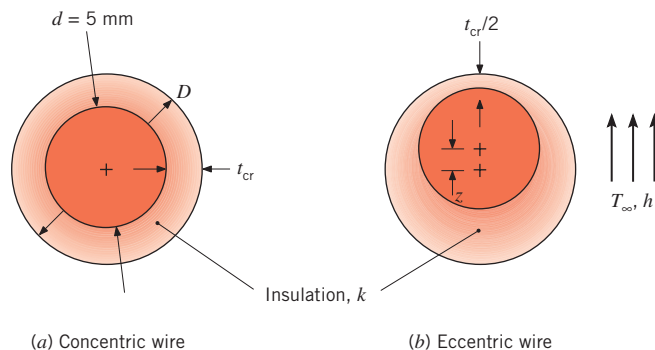 d = 5 mm
D
t_cr
t_cr/2
z
T_∞, h
Insulation, k
(a) Concentric wire
(b) Eccentric wire